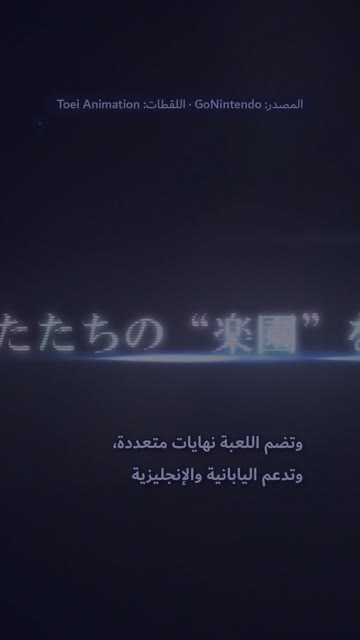 المصدر: GoNintendo · اللقطات: Toei Animation
たたちの“楽園”を
وتضم اللعبة نهايات متعددة،
وتدعم اليابانية والإنجليزية